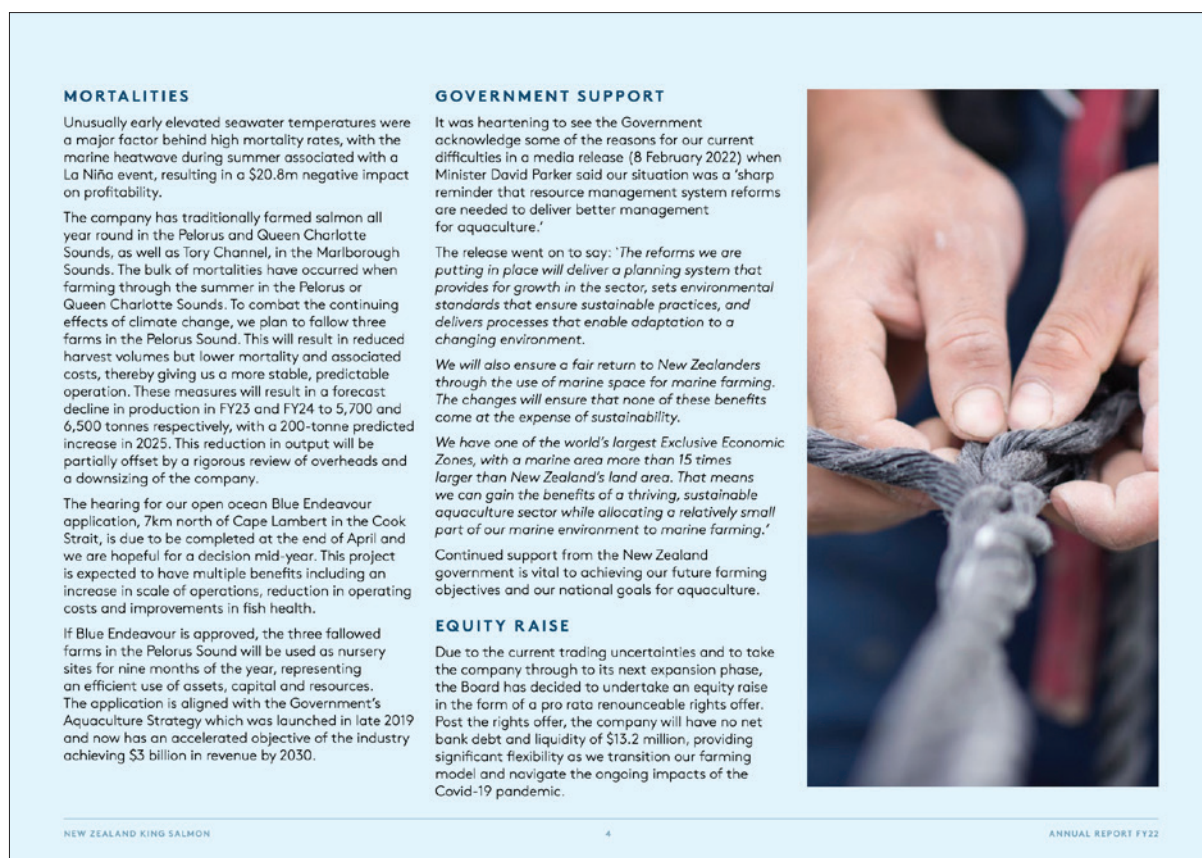 MORTALITIES
Unusually early elevated seawater temperatures were
a major factor behind high mortality rates, with the
marine heatwave during summer associated with a
La Niña event, resulting in a $20.8m negative impact
on profitability.
The company has traditionally farmed salmon all
year round in the Pelorus and Queen Charlotte
Sounds, as well as Tory Channel, in the Marlborough
Sounds. The bulk of mortalities have occurred when
farming through the summer in the Pelorus or
Queen Charlotte Sounds. To combat the continuing
effects of climate change, we plan to fallow three
farms in the Pelorus Sound. This will result in reduced
harvest volumes but lower mortality and associated
costs, thereby giving us a more stable, predictable
operation. These measures will result in a forecast
decline in production in FY23 and FY24 to 5,700 and
6,500 tonnes respectively, with a 200-tonne predicted
increase in 2025. This reduction in output will be
partially offset by a rigorous review of overheads and
a downsizing of the company.
The hearing for our open ocean Blue Endeavour
application, 7km north of Cape Lambert in the Cook
Strait, is due to be completed at the end of April and
we are hopeful for a decision mid-year. This project
is expected to have multiple benefits including an
increase in scale of operations, reduction in operating
costs and improvements in fish health.
If Blue Endeavour is approved, the three fallowed
farms in the Pelorus Sound will be used as nursery
sites for nine months of the year, representing
an efficient use of assets, capital and resources.
The application is aligned with the Government's
Aquaculture Strategy which was launched in late 2019
and now has an accelerated objective of the industry
achieving $3 billion in revenue by 2030.
GOVERNMENT SUPPORT
It was heartening to see the Government
acknowledge some of the reasons for our current
difficulties in a media release (8 February 2022) when
Minister David Parker said our situation was a 'sharp
reminder that resource management system reforms
are needed to deliver better management
for aquaculture.'
The release went on to say: 'The reforms we are
putting in place will deliver a planning system that
provides for growth in the sector, sets environmental
standards that ensure sustainable practices, and
delivers processes that enable adaptation to a
changing environment.
We will also ensure a fair return to New Zealanders
through the use of marine space for marine farming.
The changes will ensure that none of these benefits
come at the expense of sustainability.
We have one of the world's largest Exclusive Economic
Zones, with a marine area more than 15 times
larger than New Zealand's land area. That means
we can gain the benefits of a thriving, sustainable
aquaculture sector while allocating a relatively small
part of our marine environment to marine farming.'
Continued support from the New Zealand
government is vital to achieving our future farming
objectives and our national goals for aquaculture.
EQUITY RAISE
Due to the current trading uncertainties and to take
the company through to its next expansion phase,
the Board has decided to undertake an equity raise
in the form of a pro rata renounceable rights offer.
Post the rights offer, the company will have no net
bank debt and liquidity of $13.2 million, providing
significant flexibility as we transition our farming
model and navigate the ongoing impacts of the
Covid-19 pandemic.
NEW ZEALAND KING SALMON
4
ANNUAL REPORT FY22